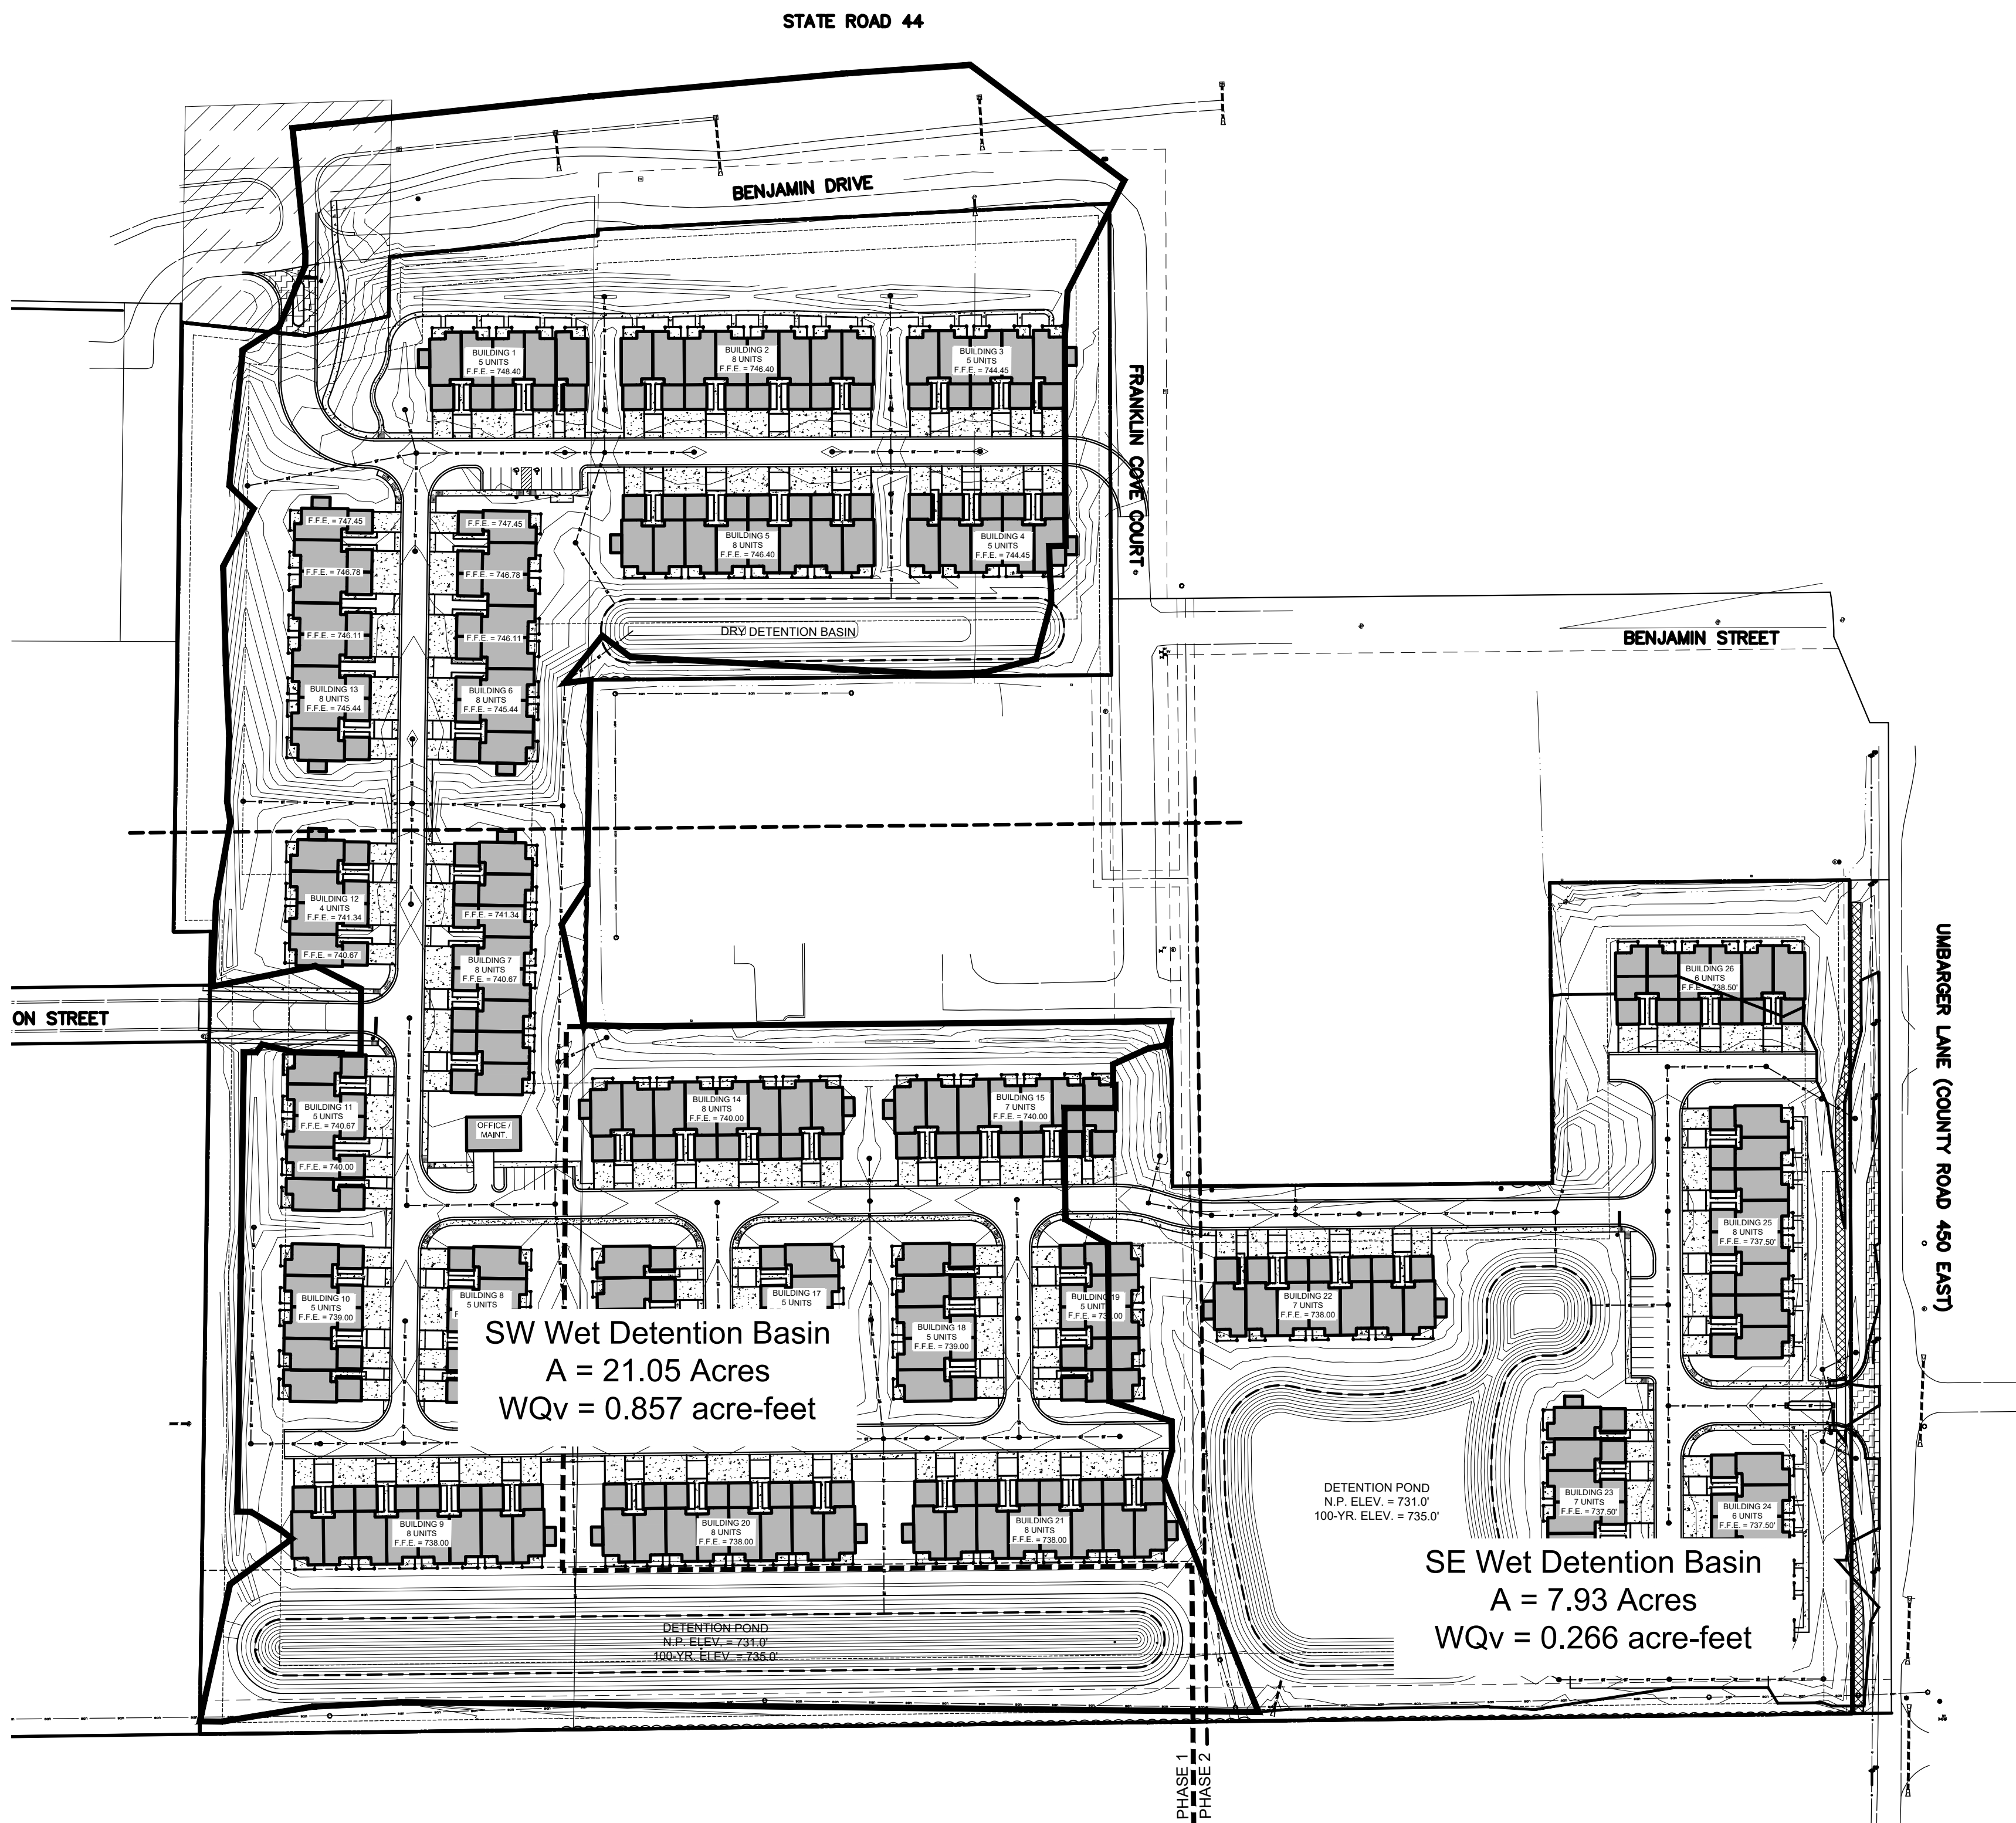 STATE ROAD 44
BENJAMIN DRIVE
BUILDING 1
5 UNITS
F.F.E. = 748.40
BUILDING 2
8 UNITS
F.F.E. = 746.40
BUILDING 3
5 UNITS
F.F.E. = 744.45
FRANKLIN COVE COURT
F.F.E. = 747.45
F.F.E. = 747.45
BUILDING 5
8 UNITS
F.F.E. = 746.40
BUILDING 4
5 UNITS
F.F.E. = 744.45
F.F.E. = 746.78
F.F.E. = 746.78
F.F.E. = 746.11
F.F.E. = 746.11
DRY DETENTION BASIN
BENJAMIN STREET
BUILDING 13
8 UNITS
F.F.E. = 745.44
BUILDING 6
8 UNITS
F.F.E. = 745.44
BUILDING 12
4 UNITS
F.F.E. = 741.34
F.F.E. = 741.34
F.F.E. = 740.67
BUILDING 7
8 UNITS
F.F.E. = 740.67
BUILDING 26
6 UNITS
F.F.E. = 738.50'
UMBARGER LANE (COUNTY ROAD 450 EAST)
ON STREET
BUILDING 11
5 UNITS
F.F.E. = 740.67
F.F.E. = 740.00
OFFICE /
MAINT.
BUILDING 14
8 UNITS
F.F.E. = 740.00
BUILDING 15
7 UNITS
F.F.E. = 740.00
BUILDING 25
8 UNITS
F.F.E. = 737.50'
BUILDING 10
5 UNITS
F.F.E. = 739.00
BUILDING 8
5 UNITS
BUILDING 17
5 UNITS
BUILDING 18
5 UNITS
F.F.E. = 739.00
BUILDING 19
5 UNITS
BUILDING 22
7 UNITS
F.F.E. = 738.00
SW Wet Detention Basin
A = 21.05 Acres
WQv = 0.857 acre-feet
DETENTION POND
N.P. ELEV. = 731.0'
100-YR. ELEV. = 735.0'
BUILDING 23
7 UNITS
F.F.E. = 737.50'
BUILDING 24
6 UNITS
F.F.E. = 737.50'
BUILDING 9
8 UNITS
F.F.E. = 738.00
BUILDING 20
8 UNITS
F.F.E. = 738.00
BUILDING 21
8 UNITS
F.F.E. = 738.00
SE Wet Detention Basin
A = 7.93 Acres
WQv = 0.266 acre-feet
DETENTION POND
N.P. ELEV. = 731.0'
100-YR. ELEV. = 735.0'
PHASE 1
PHASE 2